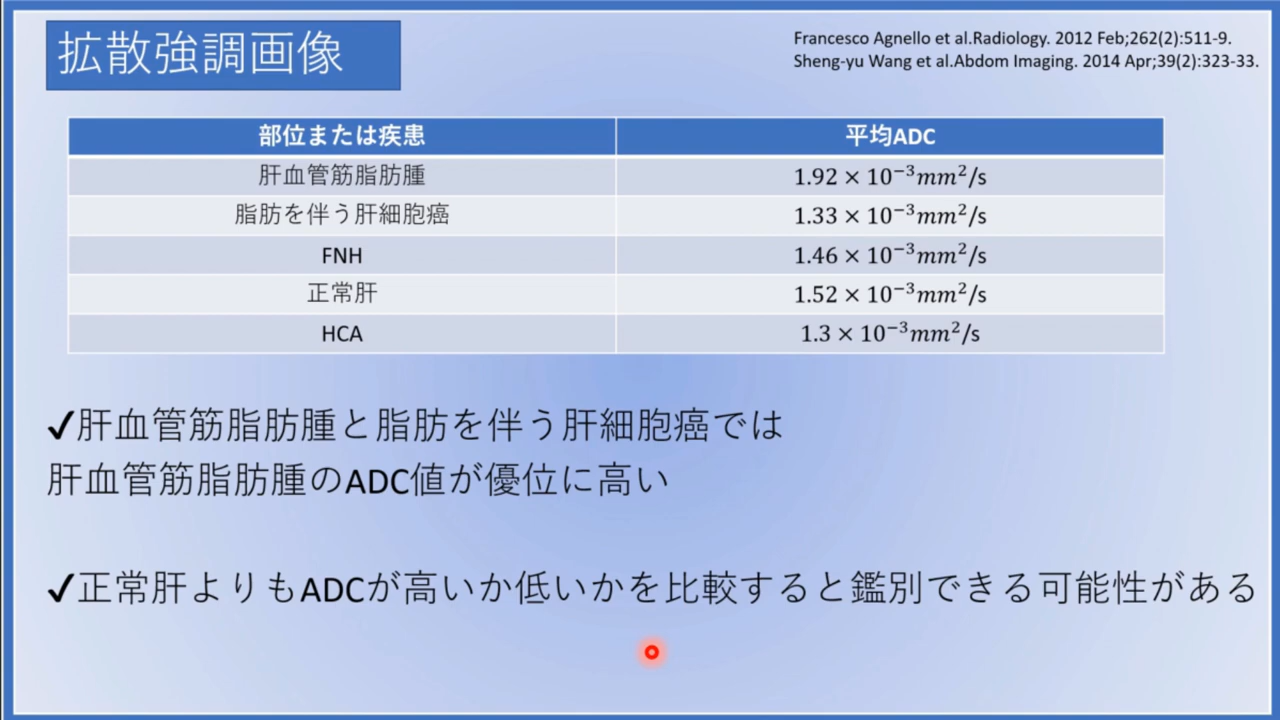 拡散強調画像
Francesco Agnello et al.Radiology. 2012 Feb;262(2):511-9.
Sheng-yu Wang et al.Abdom Imaging. 2014 Apr;39(2):323-33.
部位または疾患 平均ADC
肝血管筋脂肪腫 1.92 × 10⁻³mm²/s
脂肪を伴う肝細胞癌 1.33 × 10⁻³mm²/s
FNH 1.46 × 10⁻³mm²/s
正常肝 1.52 × 10⁻³mm²/s
HCA 1.3 × 10⁻³mm²/s
✓肝血管筋脂肪腫と脂肪を伴う肝細胞癌では
肝血管筋脂肪腫のADC値が優位に高い
✓正常肝よりもADCが高いか低いかを比較すると鑑別できる可能性がある